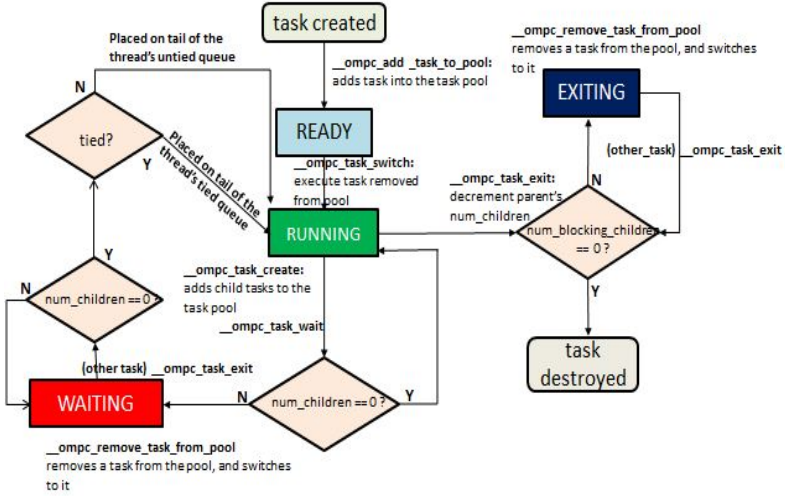 task created
Placed on tail of the
thread's untied queue
__ompc_remove_task_from_pool
removes a task from the pool, and switches
to it
__ompc_add _task_to_pool:
adds task into the task pool
N
EXITING
tied?
READY
Y
Placed on tail of the
thread's tied queue
(other_task) __ompc_task_exit
__ompc_task_switch:
execute task removed
from pool
__ompc_task_exit:
decrement parent's
num_children
N
RUNNING
num_blocking_children
== 0 ?
Y
__ompc_task_create:
adds child tasks to the
task pool
N
num_children == 0 ?
Y
__ompc_task_wait
task
destroyed
(other task) __ompc_task_exit
WAITING
N
num_children == 0 ?
Y
__ompc_remove_task_from_pool
removes a task from the pool, and switches
to it